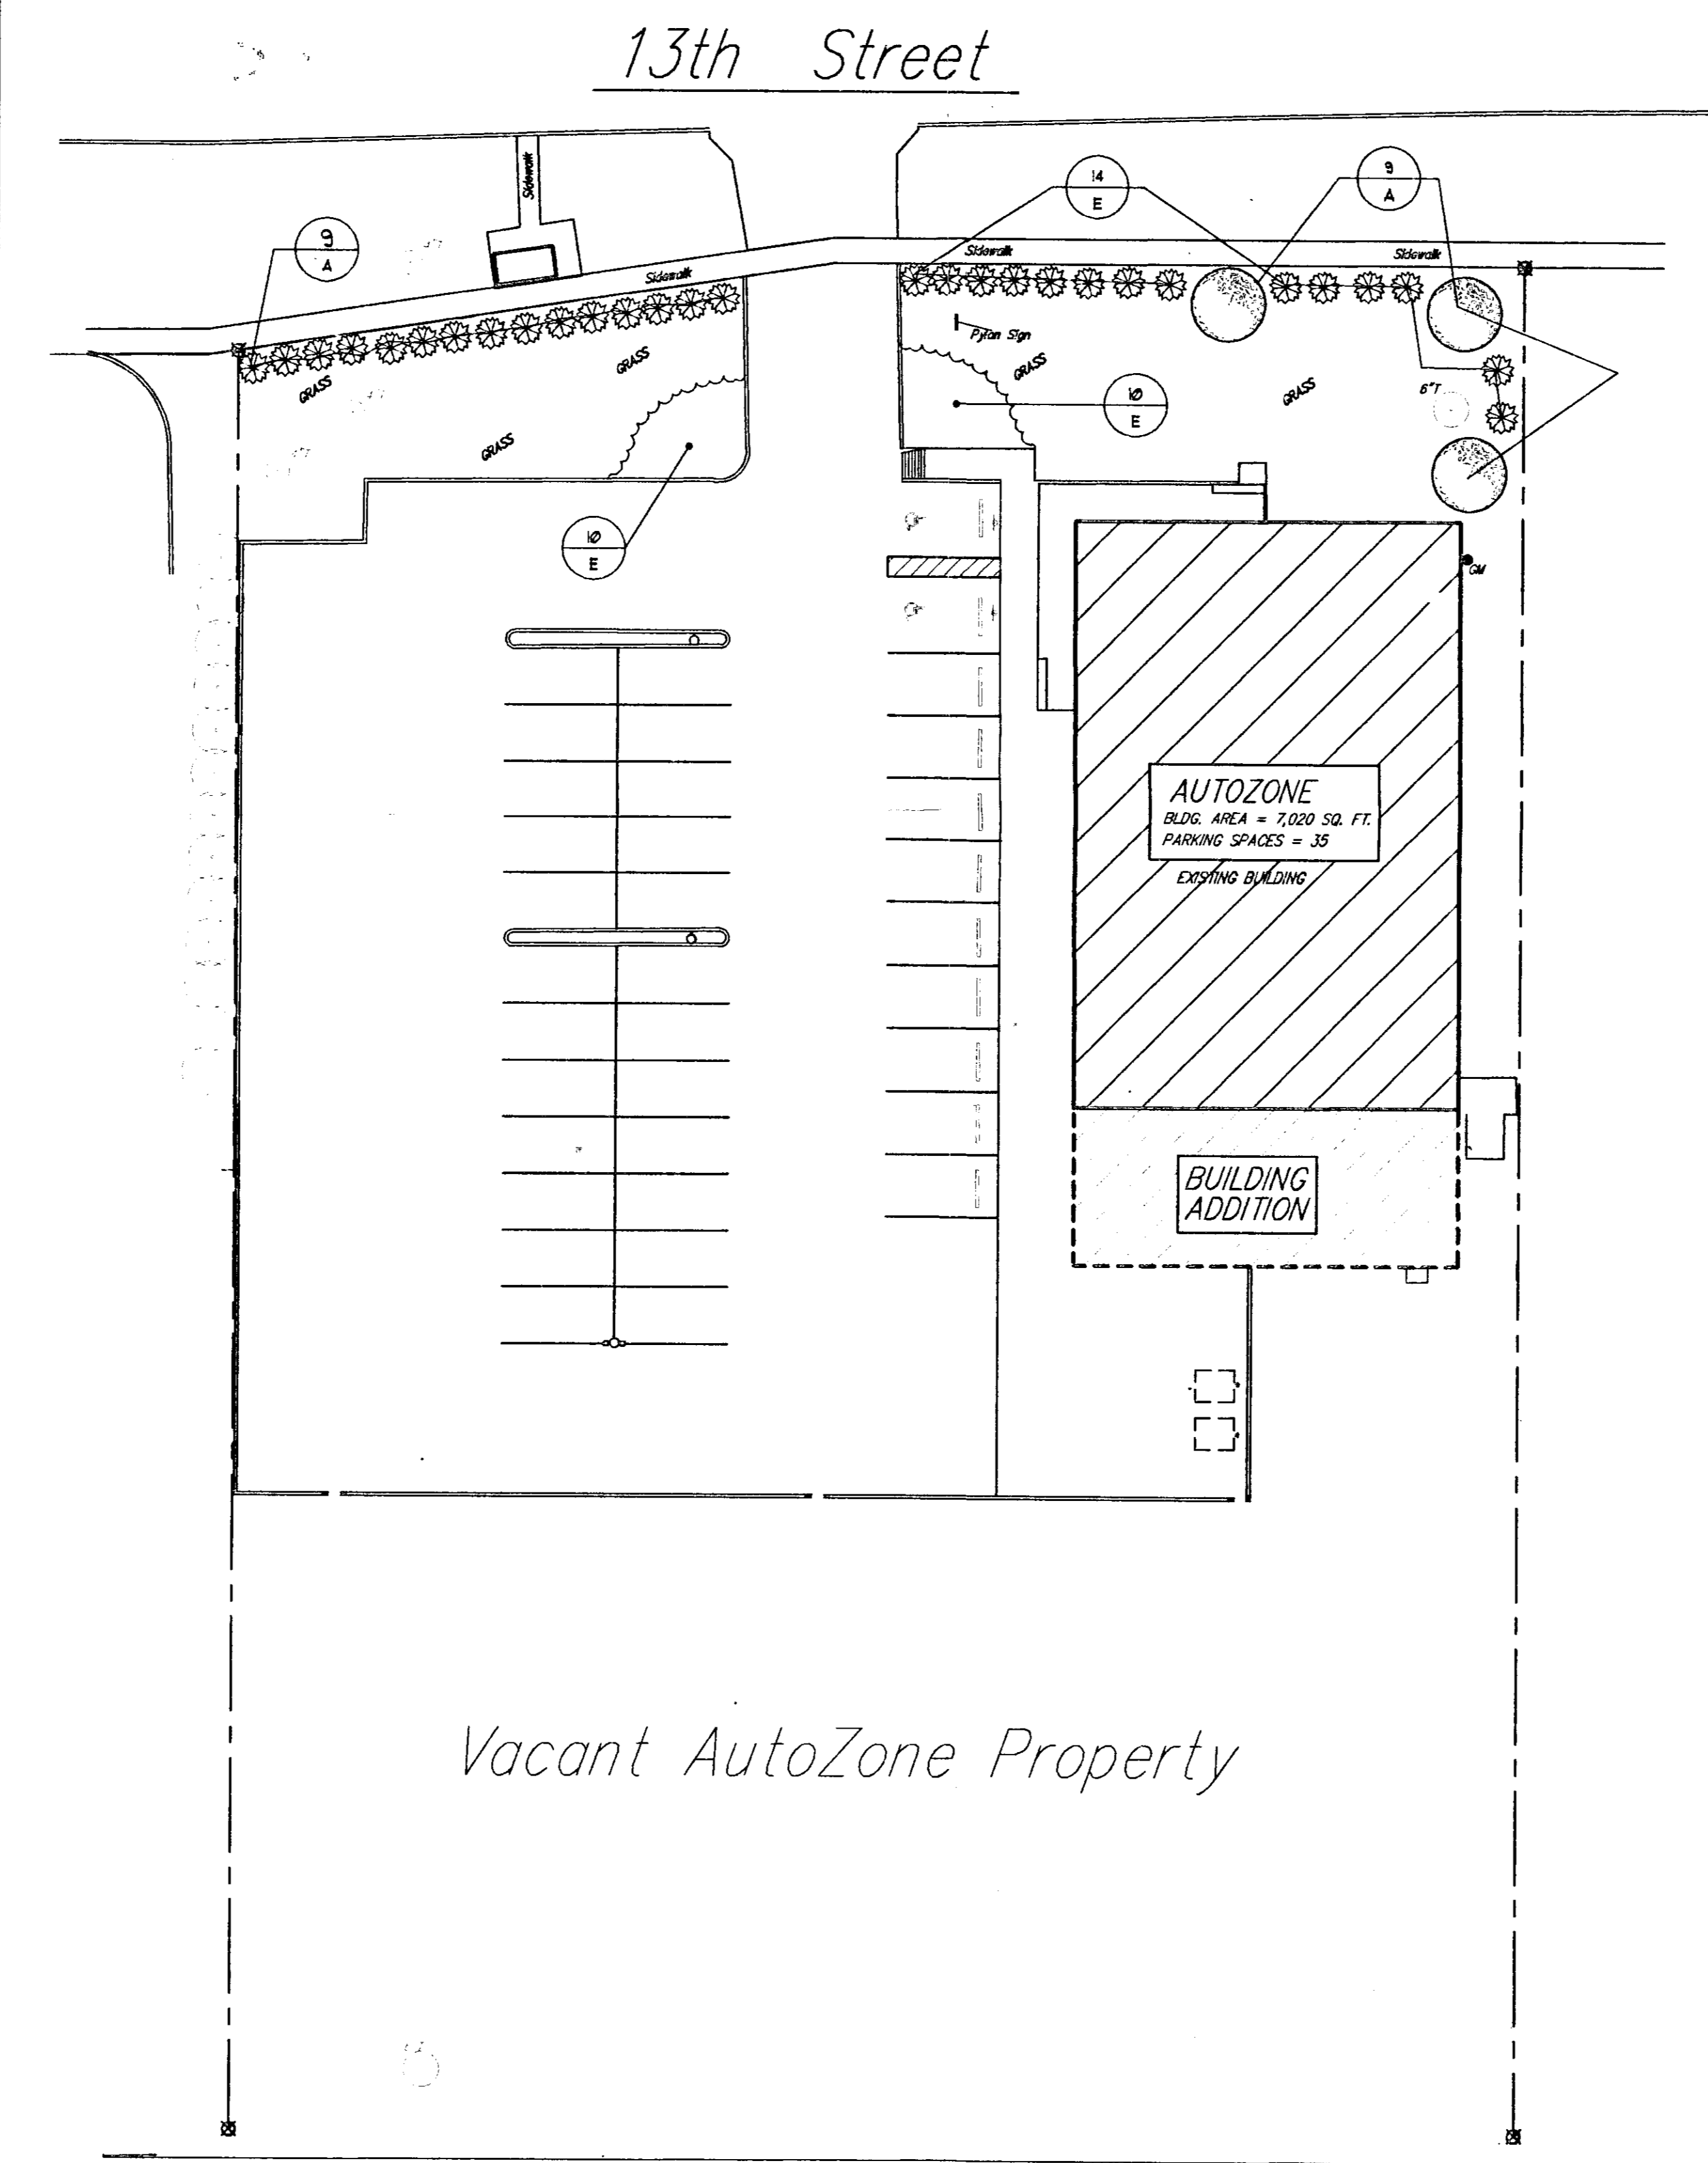 13th Street
Sidewalk
14
E
9
A
9
A
Sidewalk
Sidewalk
Sidewalk
Pylon Sign
GRASS
GRASS
GRASS
GRASS
GRASS
6"T
10
E
10
E
GM
AUTOZONE
BLDG. AREA = 7,020 SQ. FT.
PARKING SPACES = 35
EXISTING BUILDING
BUILDING
ADDITION
Vacant AutoZone Property